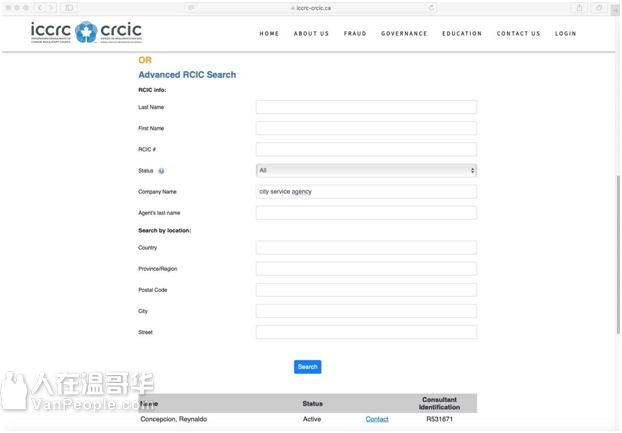 iccrc-crcic.ca
iccrc crcic
HOME ABOUT US FRAUD GOVERNANCE EDUCATION CONTACT US LOGIN
OR
Advanced RCIC Search
RCIC info:
Last Name
First Name
RCIC #
Status All
Company Name city service agency
Agent's last name
Search by location:
Country
Province/Region
Postal Code
City
Street
Search
人在温哥华
VanPeople.com
Name Status Consultant
Identification
Concepcion, Reynaldo Active Contact R531671